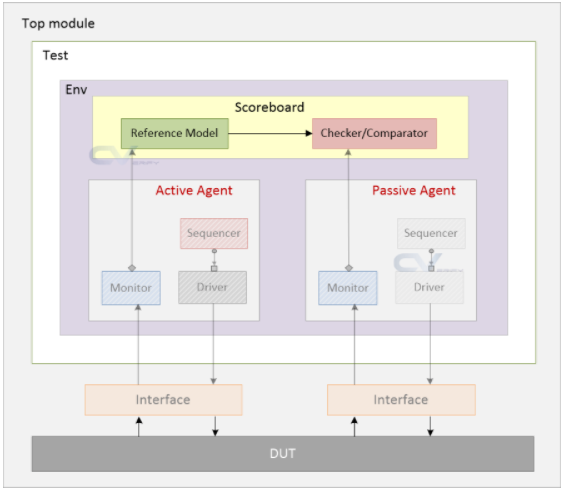 Top module
Test
Env
Scoreboard
Reference Model
Checker/Comparator
Active Agent
Passive Agent
Sequencer
Sequencer
Monitor
Driver
Monitor
Driver
Interface
Interface
DUT